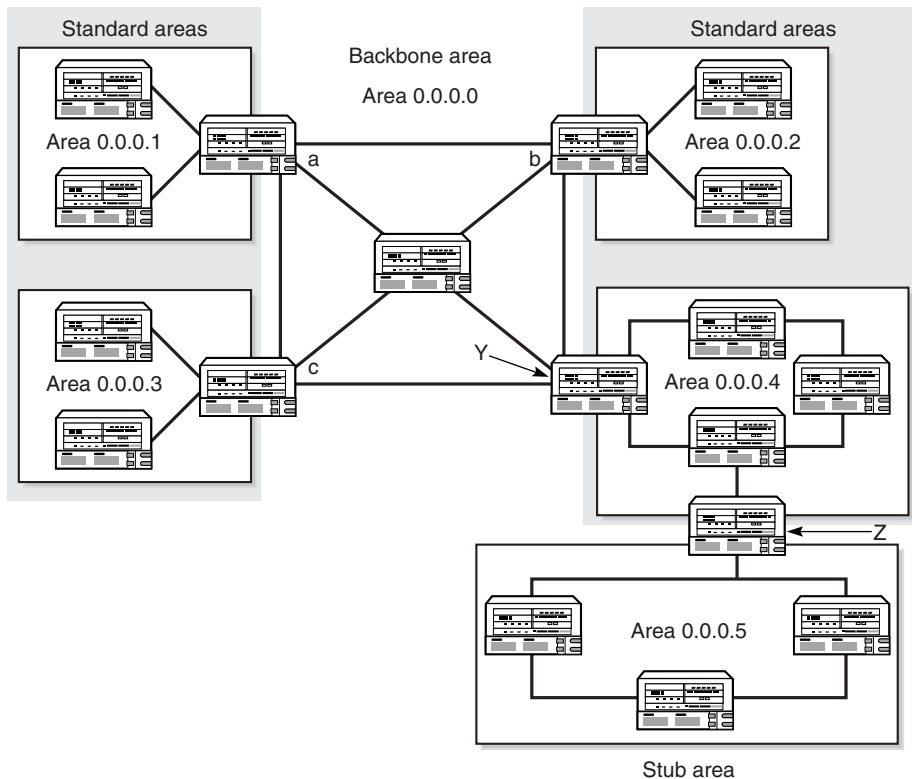 Standard areas
Standard areas
Backbone area
Area 0.0.0.0
Area 0.0.0.1
Area 0.0.0.2
a
b
Y
c
Area 0.0.0.3
Area 0.0.0.4
Z
Area 0.0.0.5
Stub area